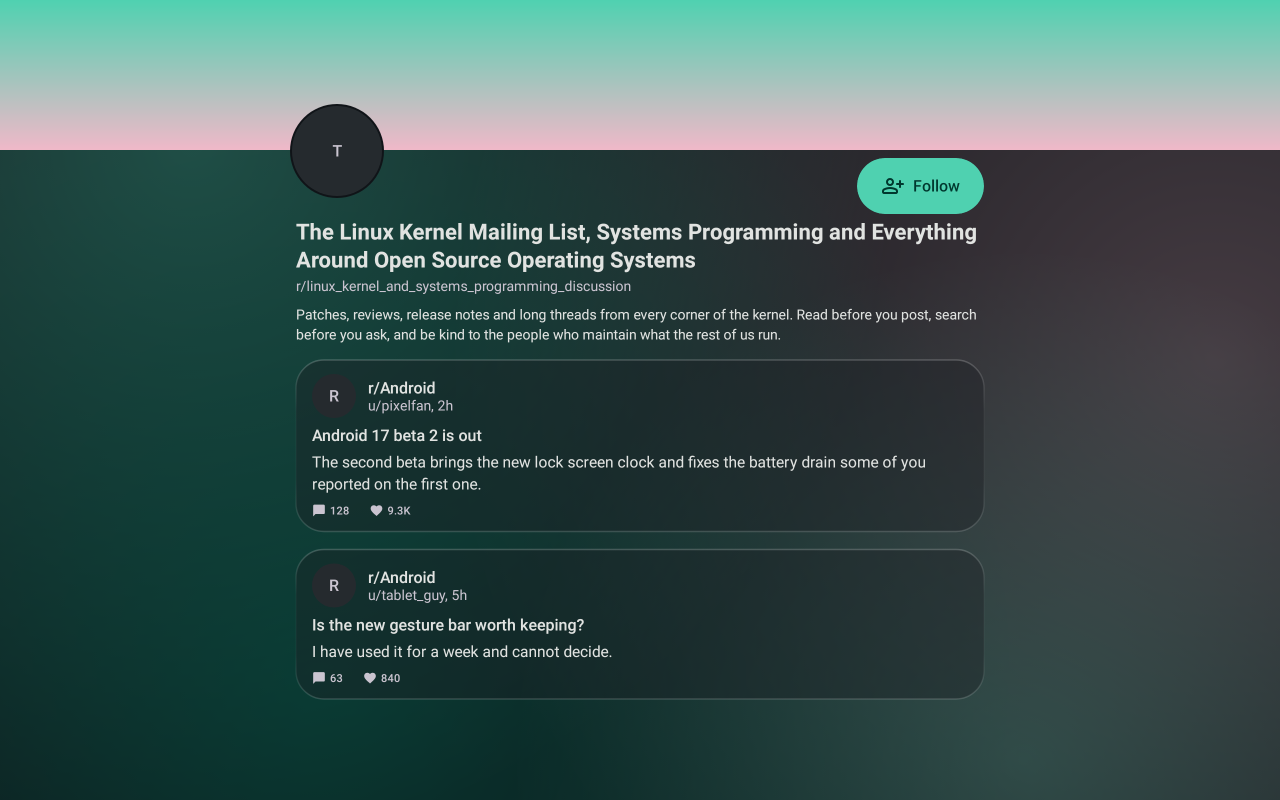 T
Follow
The Linux Kernel Mailing List, Systems Programming and Everything
Around Open Source Operating Systems
r/linux_kernel_and_systems_programming_discussion
Patches, reviews, release notes and long threads from every corner of the kernel. Read before you post, search
before you ask, and be kind to the people who maintain what the rest of us run.
R
r/Android
u/pixelfan, 2h
Android 17 beta 2 is out
The second beta brings the new lock screen clock and fixes the battery drain some of you
reported on the first one.
128 9.3K
R
r/Android
u/tablet_guy, 5h
Is the new gesture bar worth keeping?
I have used it for a week and cannot decide.
63 840